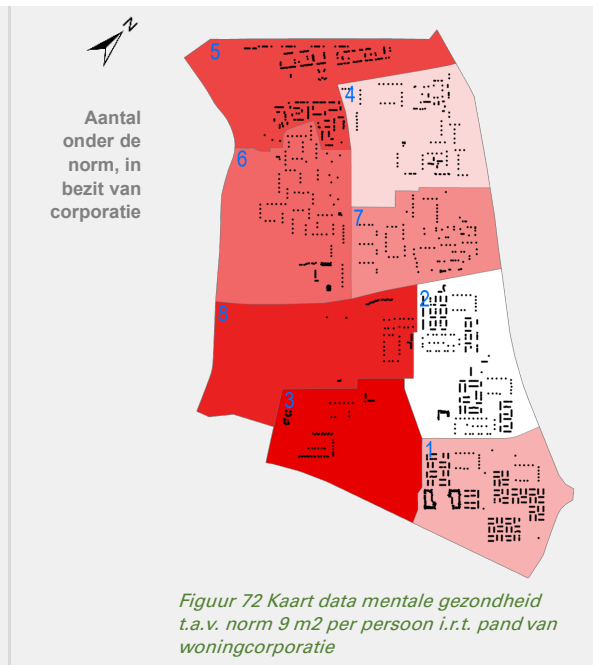 N
Aantal
onder de
norm, in
bezit van
corporatie
5
4
6
7
2
8
3
1
Figuur 72 Kaart data mentale gezondheid
t.a.v. norm 9 m2 per persoon i.r.t. pand van
woningcorporatie